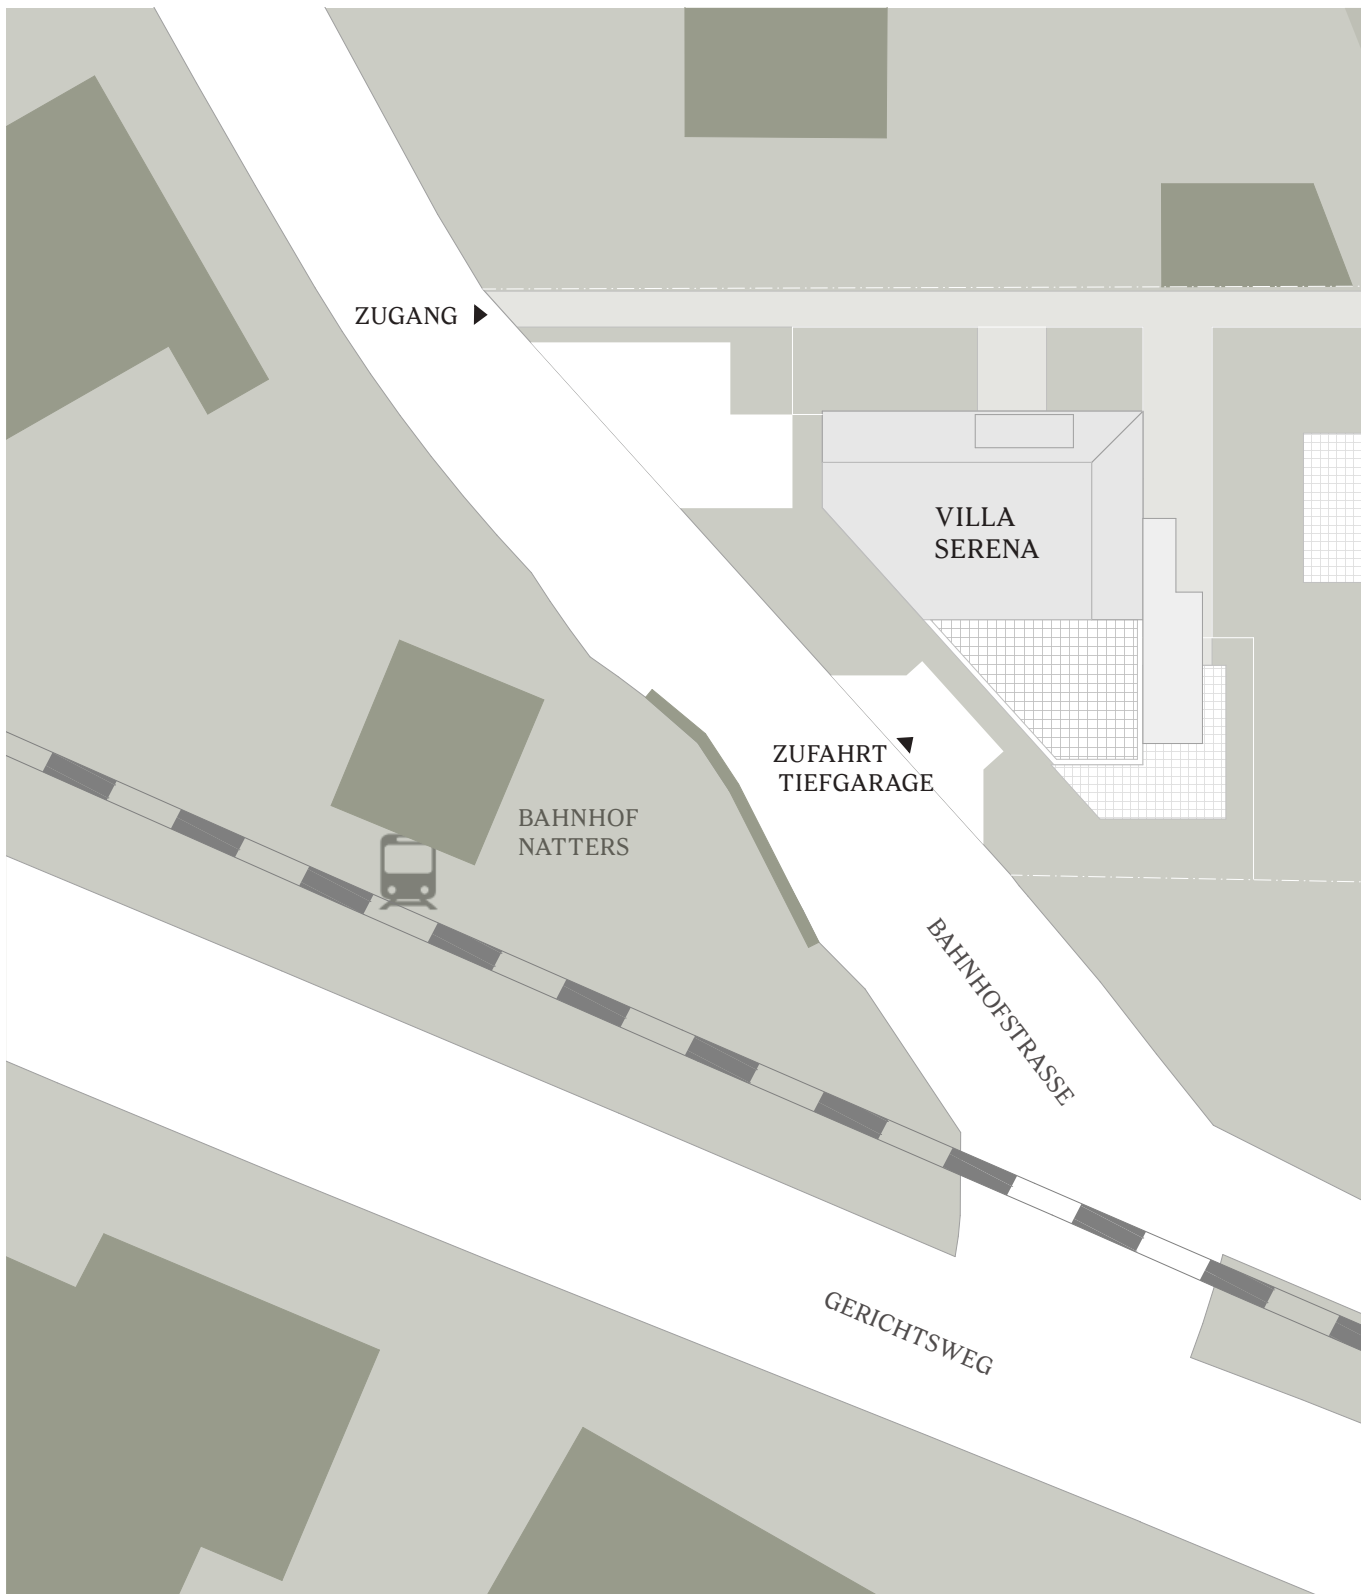 ZUGANG
VILLA
SERENA
ZUFAHRT
TIEFGARAGE
BAHNHOF
NATTERS
BAHNHOFSTRASSE
GERICHTSWEG